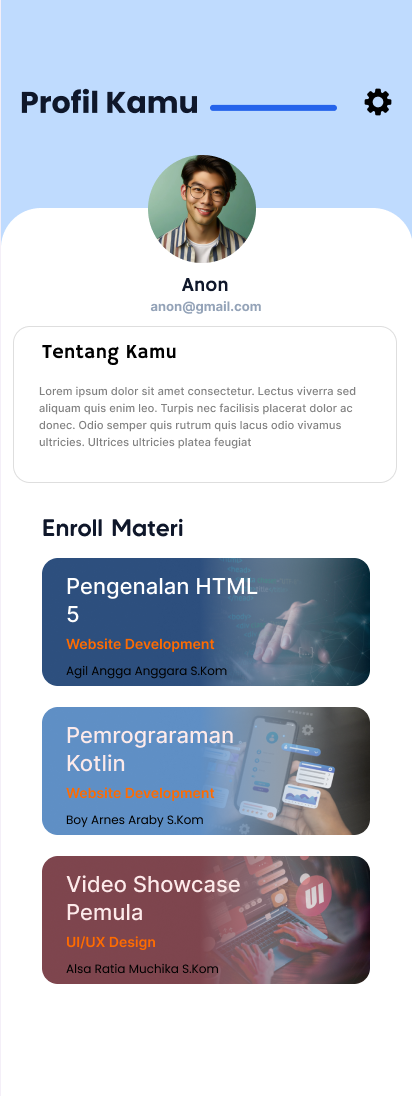 Profil Kamu
Anon
anon@gmail.com
Tentang Kamu
Lorem ipsum dolor sit amet consectetur. Lectus viverra sed
aliquam quis enim leo. Turpis nec facilisis placerat dolor ac
donec. Odio semper quis rutrum quis lacus odio vivamus
ultricies. Ultrices ultricies platea feugiat
Enroll Materi
Pengenalan HTML
5
Website Development
Agil Angga Anggara S.Kom
Pemrograraman
Kotlin
Website Development
Boy Arnes Araby S.Kom
Video Showcase
Pemula
UI/UX Design
Alsa Ratia Muchika S.Kom
UI